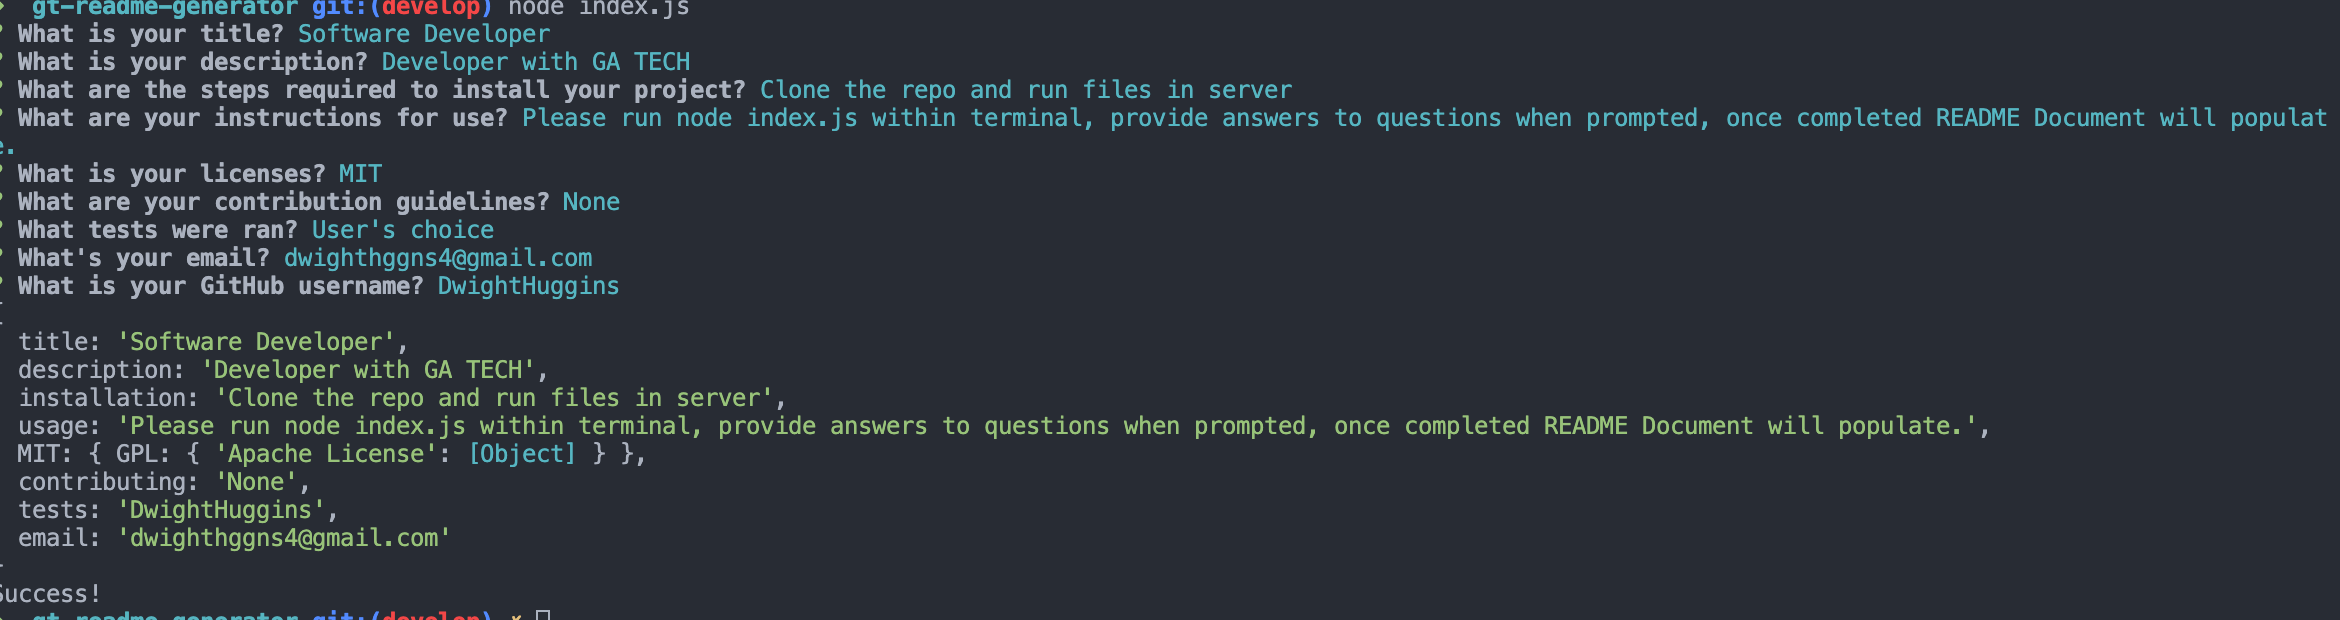 gt-readme-generator git:(develop) node index.js
What is your title? Software Developer
What is your description? Developer with GA TECH
What are the steps required to install your project? Clone the repo and run files in server
What are your instructions for use? Please run node index.js within terminal, provide answers to questions when prompted, once completed README Document will populat
e.
What is your licenses? MIT
What are your contribution guidelines? None
What tests were ran? User's choice
What's your email? dwighthggns4@gmail.com
What is your GitHub username? DwightHuggins
title: 'Software Developer',
description: 'Developer with GA TECH',
installation: 'Clone the repo and run files in server',
usage: 'Please run node index.js within terminal, provide answers to questions when prompted, once completed README Document will populate.',
MIT: { GPL: { 'Apache License': [Object] } },
contributing: 'None',
tests: 'DwightHuggins',
email: 'dwighthggns4@gmail.com'
Success!
gt-readme-generator git:(develop) ✗